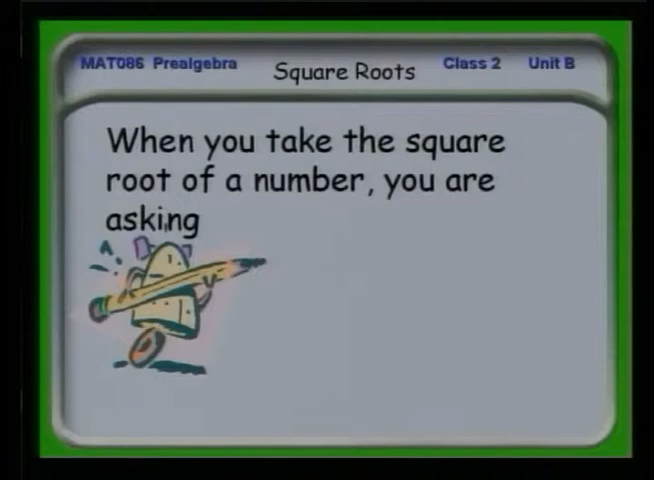 MAT086 Prealgebra Square Roots Class 2 Unit B
When you take the square
root of a number, you are
asking